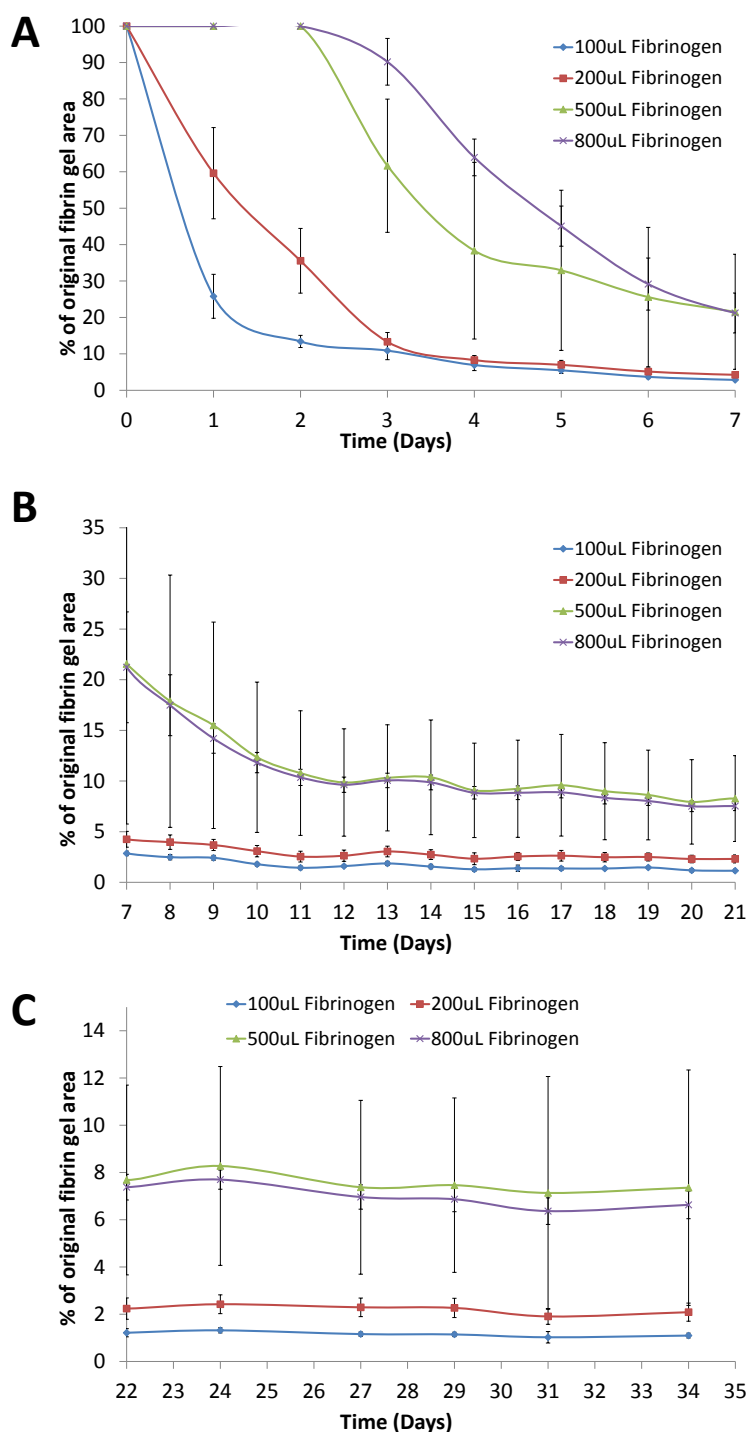 A
100
90
80
70
60
50
40
30
20
10
0
% of original fibrin gel area
100uL Fibrinogen
200uL Fibrinogen
500uL Fibrinogen
800uL Fibrinogen
0 1 2 3 4 5 6 7
Time (Days)
B
35
30
25
20
15
10
5
0
% of original fibrin gel area
100uL Fibrinogen
200uL Fibrinogen
500uL Fibrinogen
800uL Fibrinogen
7 8 9 10 11 12 13 14 15 16 17 18 19 20 21
Time (Days)
C
100uL Fibrinogen 200uL Fibrinogen
500uL Fibrinogen 800uL Fibrinogen
14
12
10
8
6
4
2
0
% of original fibrin gel area
22 23 24 25 26 27 28 29 30 31 32 33 34 35
Time (Days)